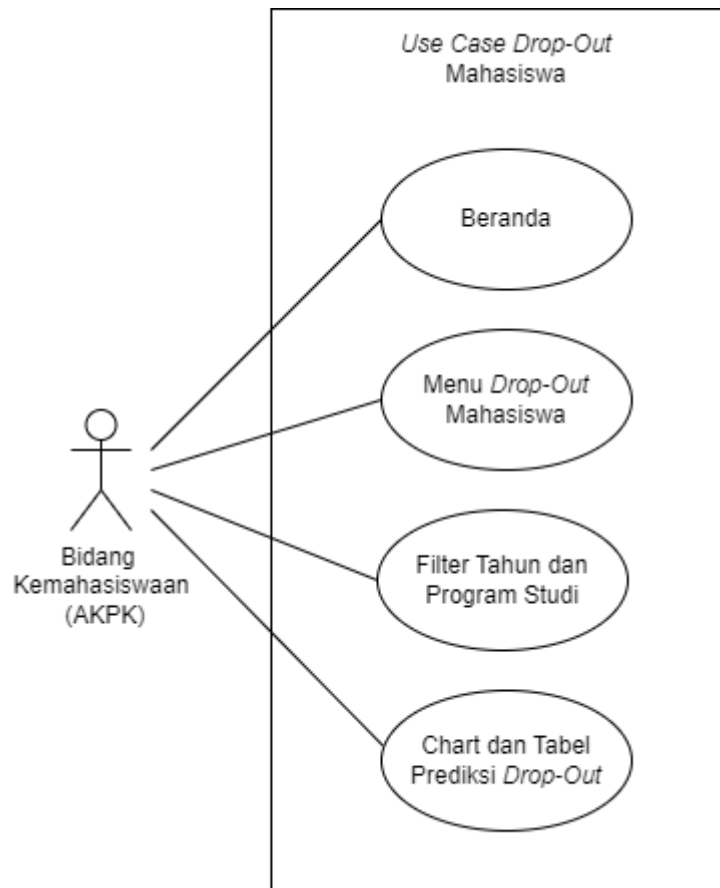 Use Case Drop-Out
Mahasiswa
Beranda
Menu Drop-Out
Mahasiswa
Bidang
Kemahasiswaan
(AKPK)
Filter Tahun dan
Program Studi
Chart dan Tabel
Prediksi Drop-Out